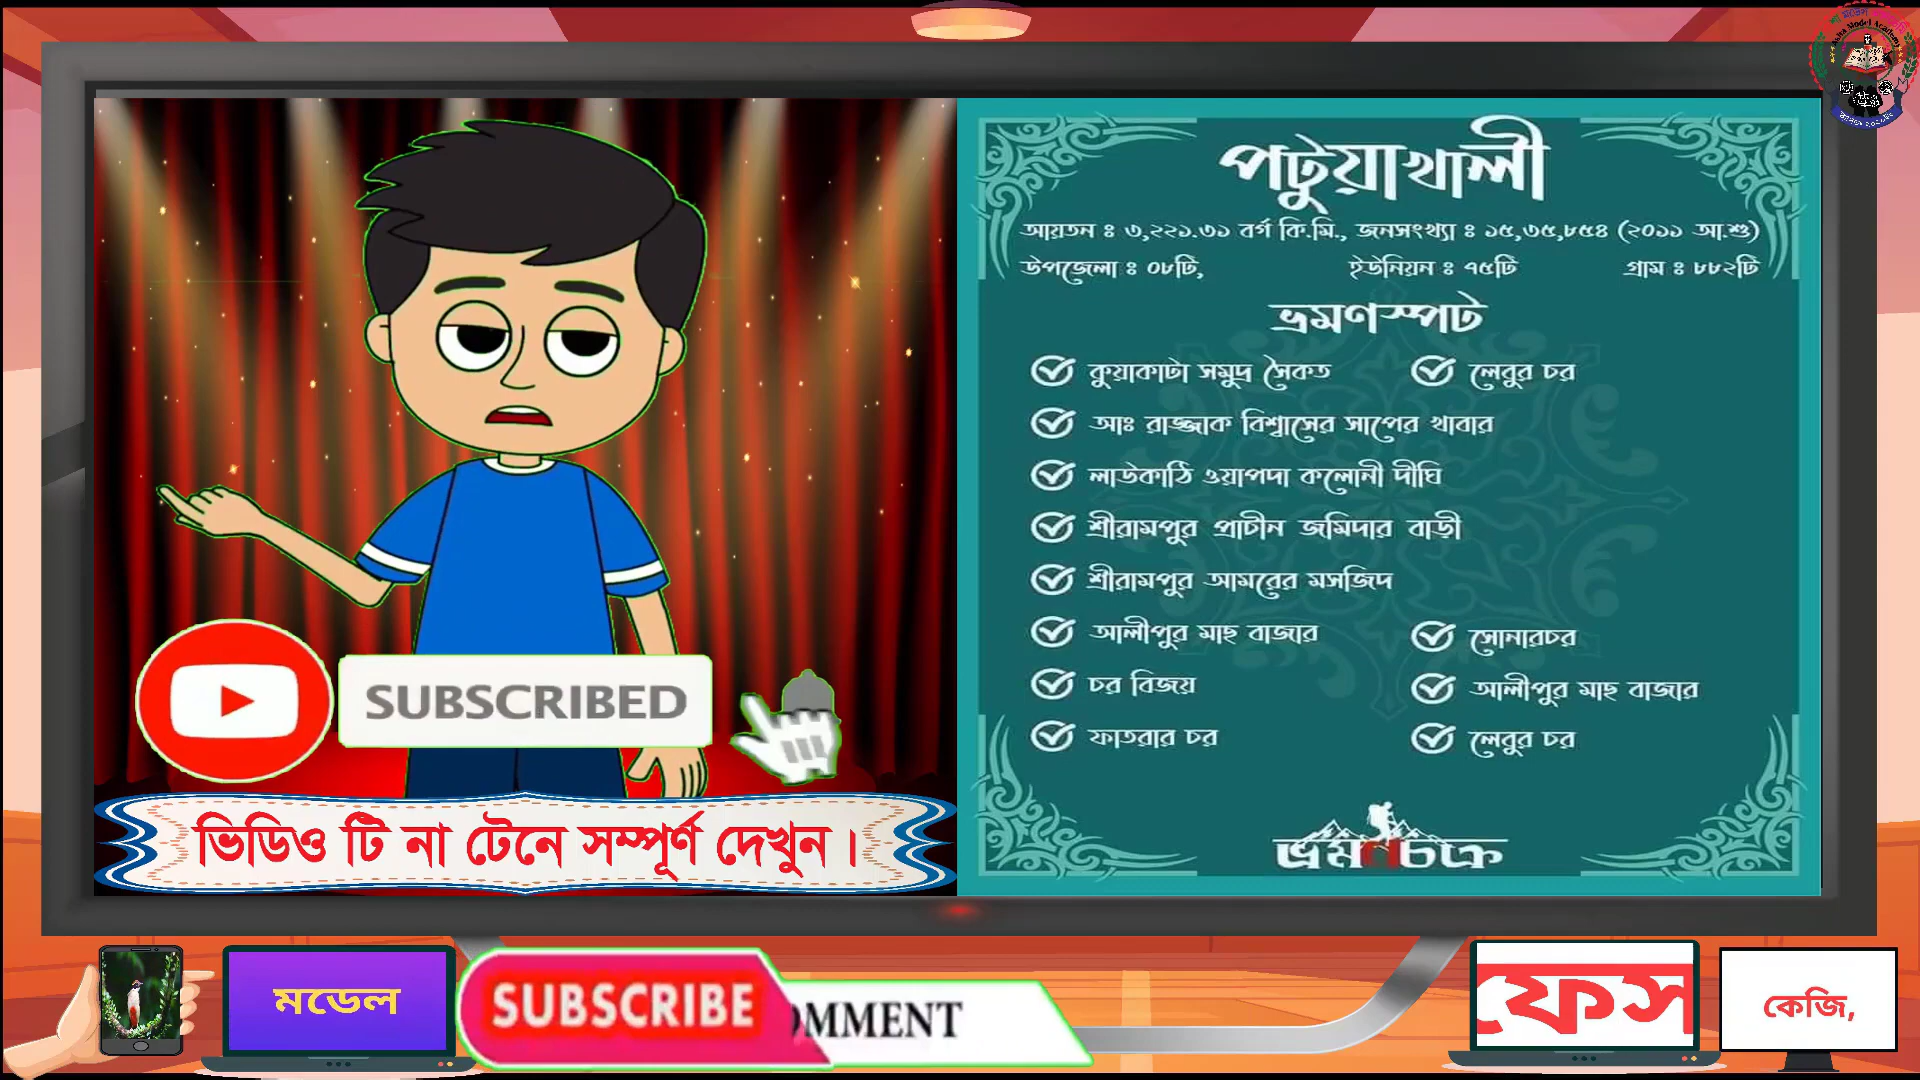 পটুয়াখালী
আয়তন ঃ ৩,২২১.৩১ বর্গ কি.মি., জনসংখ্যা ঃ ১৫,৩৫,৮৫৪ (২০১১ আ.শু)
উপজেলা ঃ ০৮টি, ইউনিয়ন ঃ ৭৫টি গ্রাম ঃ ৮৮২টি
ভ্রমণস্পট
কুয়াকাটা সমুদ্র সৈকত লেবুর চর
আঃ রাজ্জাক বিশ্বাসের সাপের খাবার
লাউকাঠি ওয়াপদা কলোনী দীঘি
শ্রীরামপুর প্রাচীন জমিদার বাড়ী
শ্রীরামপুর আমরের মসজিদ
আলীপুর মাছ বাজার সোনারচর
চর বিজয় আলীপুর মাছ বাজার
ফাতরার চর লেবুর চর
ভ্রমণচক্র
SUBSCRIBED
ভিডিও টি না টেনে সম্পূর্ণ দেখুন।
মডেল
SUBSCRIBE
OMMENT
ফেস
কেজি,